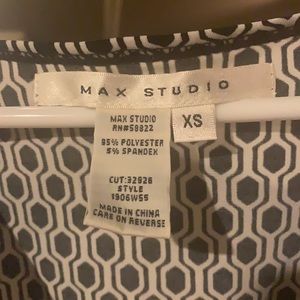 MAX STUDIO
XS
MAX STUDIO
RN#59822
95% POLYESTER
5% SPANDEX
CUT:32928
STYLE
1906W55
MADE IN CHINA
CARE ON REVERSE